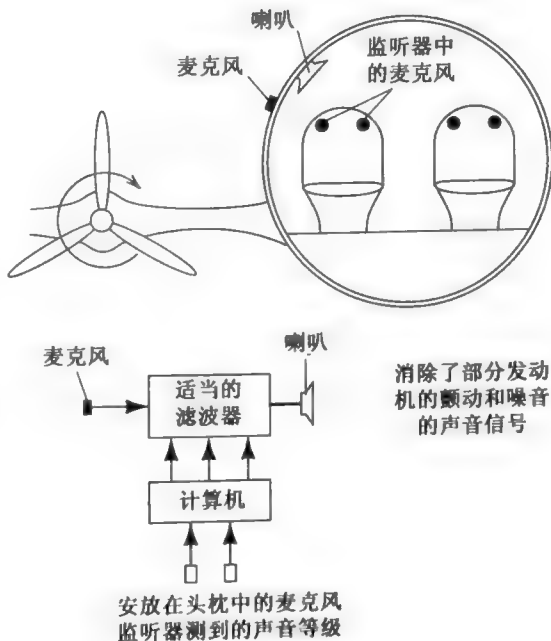 喇叭
麦克风
监听器中
的麦克风
麦克风
适当的
滤波器
喇叭
消除了部分发动
机的颤动和噪音
的声音信号
计算机
安放在头枕中的麦克风
监听器测到的声音等级